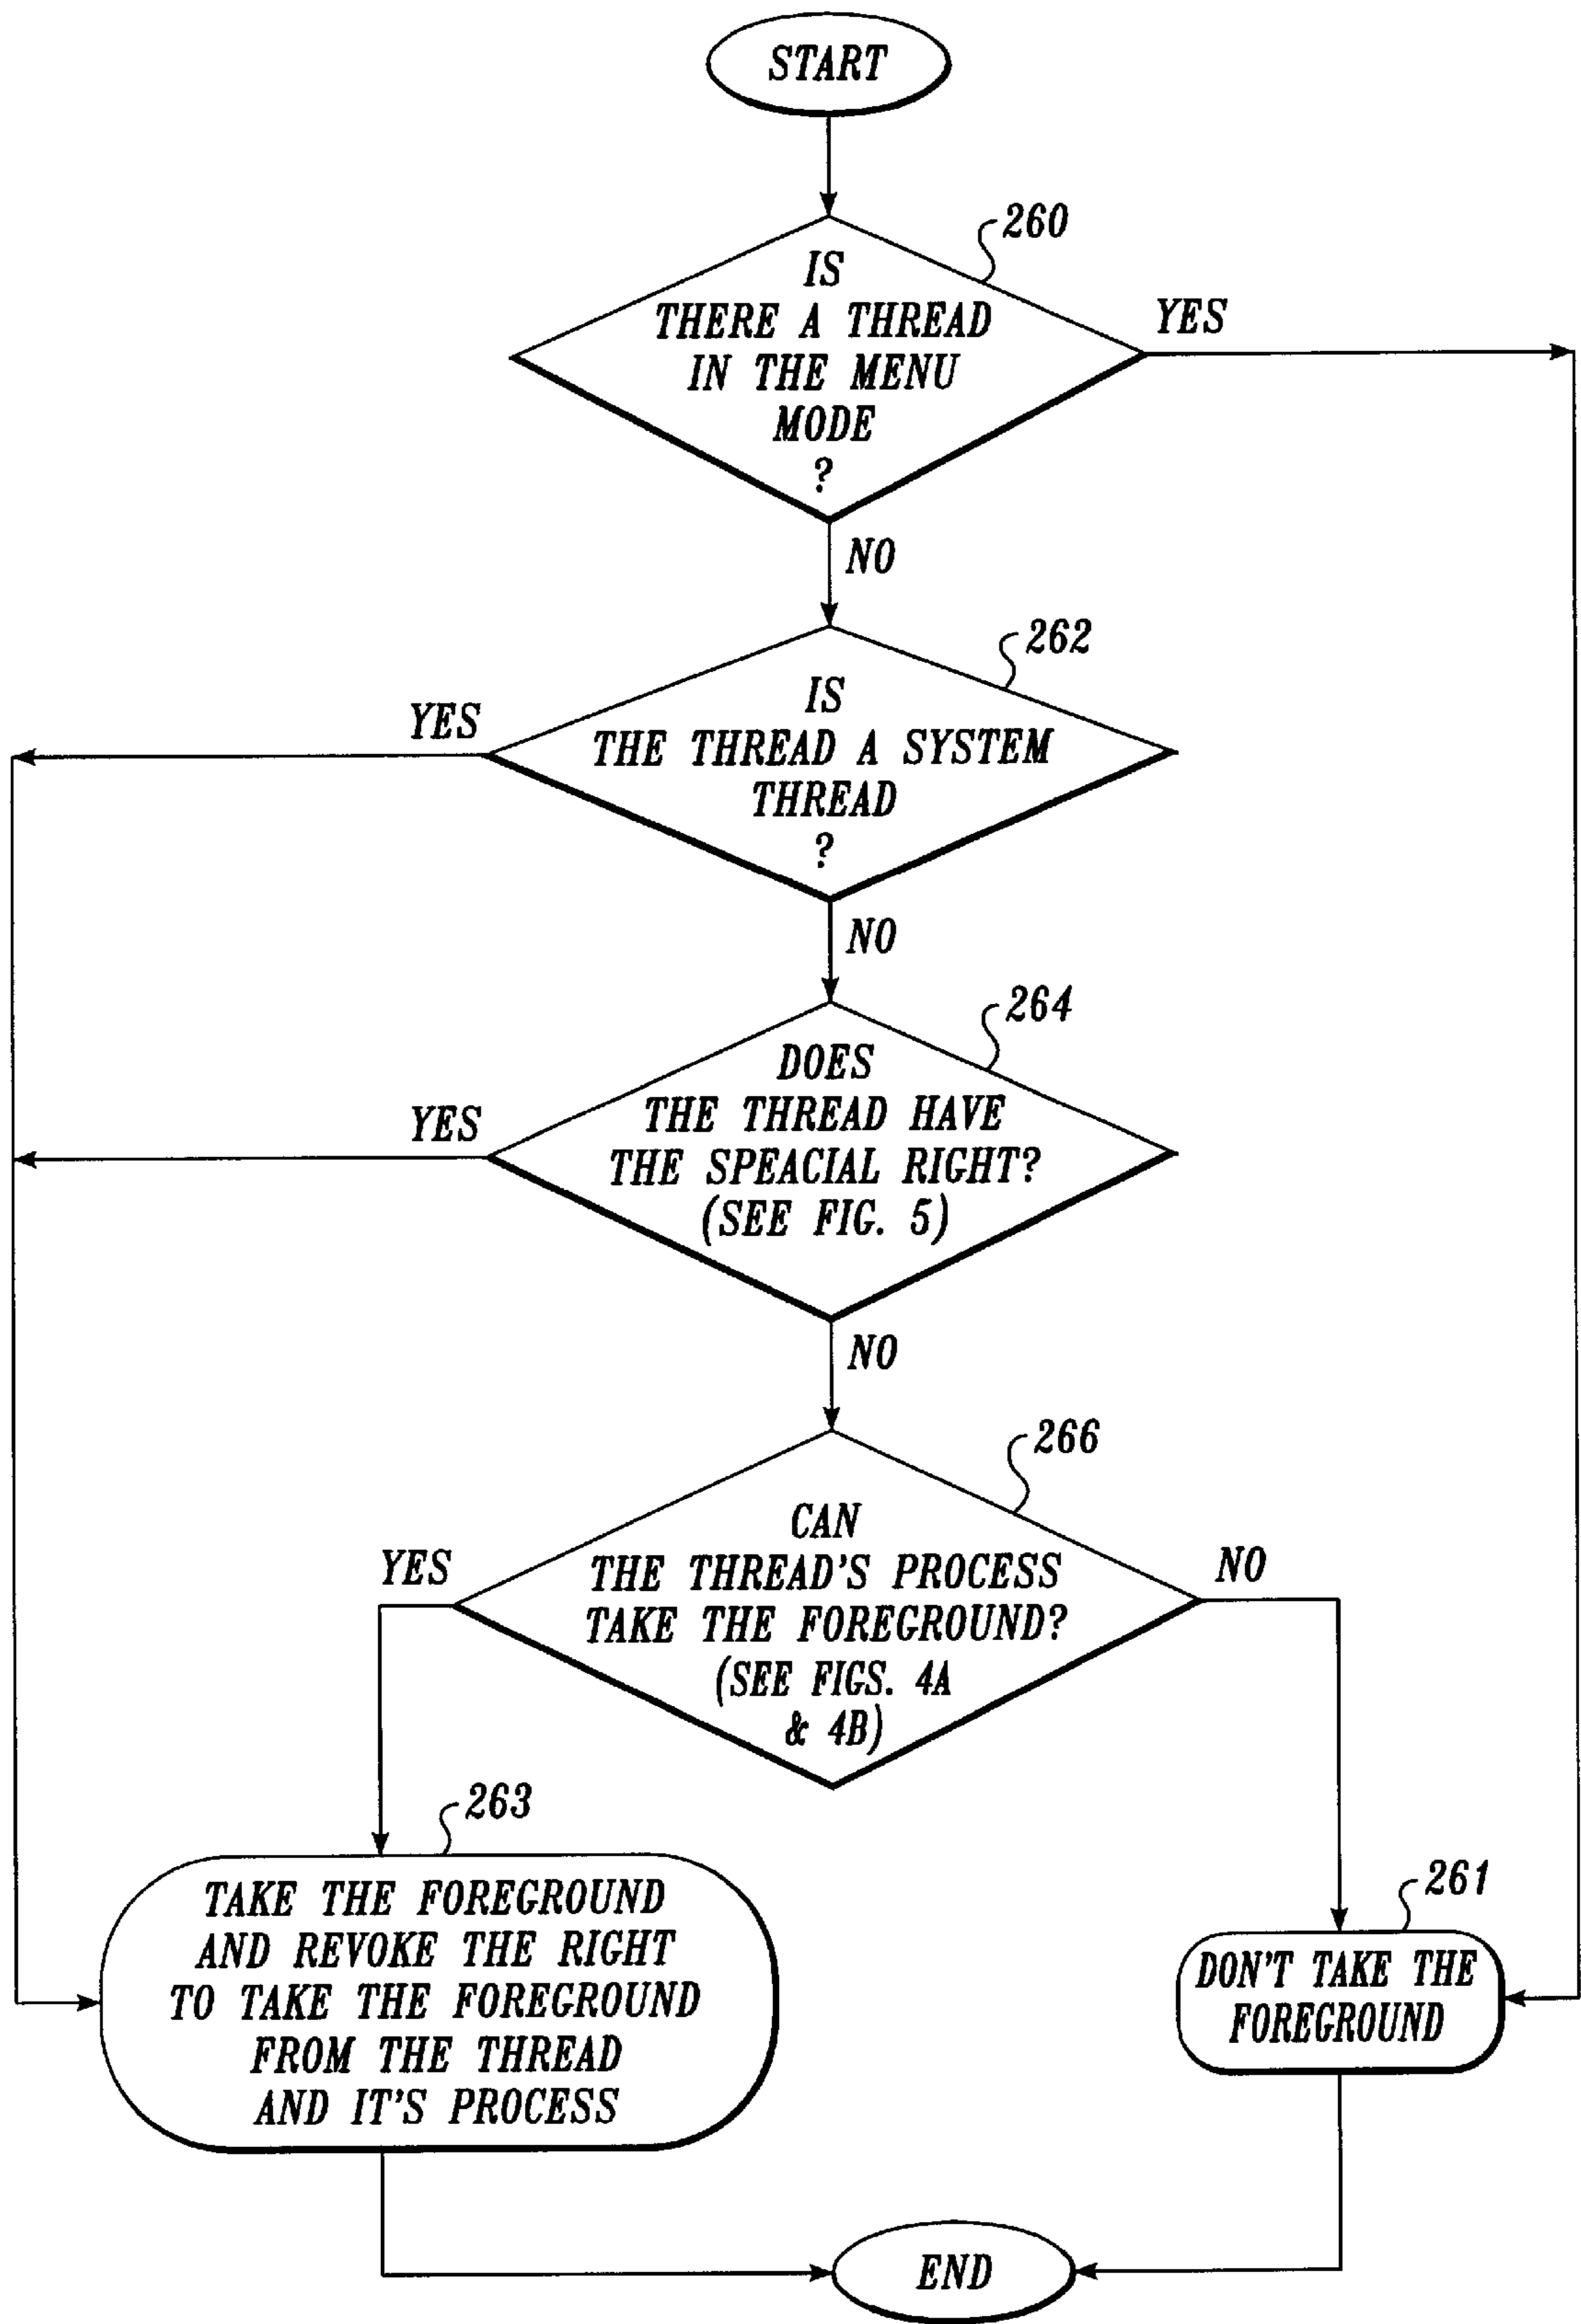 START
260
IS
THERE A THREAD
IN THE MENU
MODE
?
YES
NO
262
IS
THE THREAD A SYSTEM
THREAD
?
YES
NO
264
DOES
THE THREAD HAVE
THE SPEACIAL RIGHT?
(SEE FIG. 5)
YES
NO
266
CAN
THE THREAD'S PROCESS
TAKE THE FOREGROUND?
(SEE FIGS. 4A
& 4B)
YES
NO
263
TAKE THE FOREGROUND
AND REVOKE THE RIGHT
TO TAKE THE FOREGROUND
FROM THE THREAD
AND IT'S PROCESS
261
DON'T TAKE THE
FOREGROUND
END